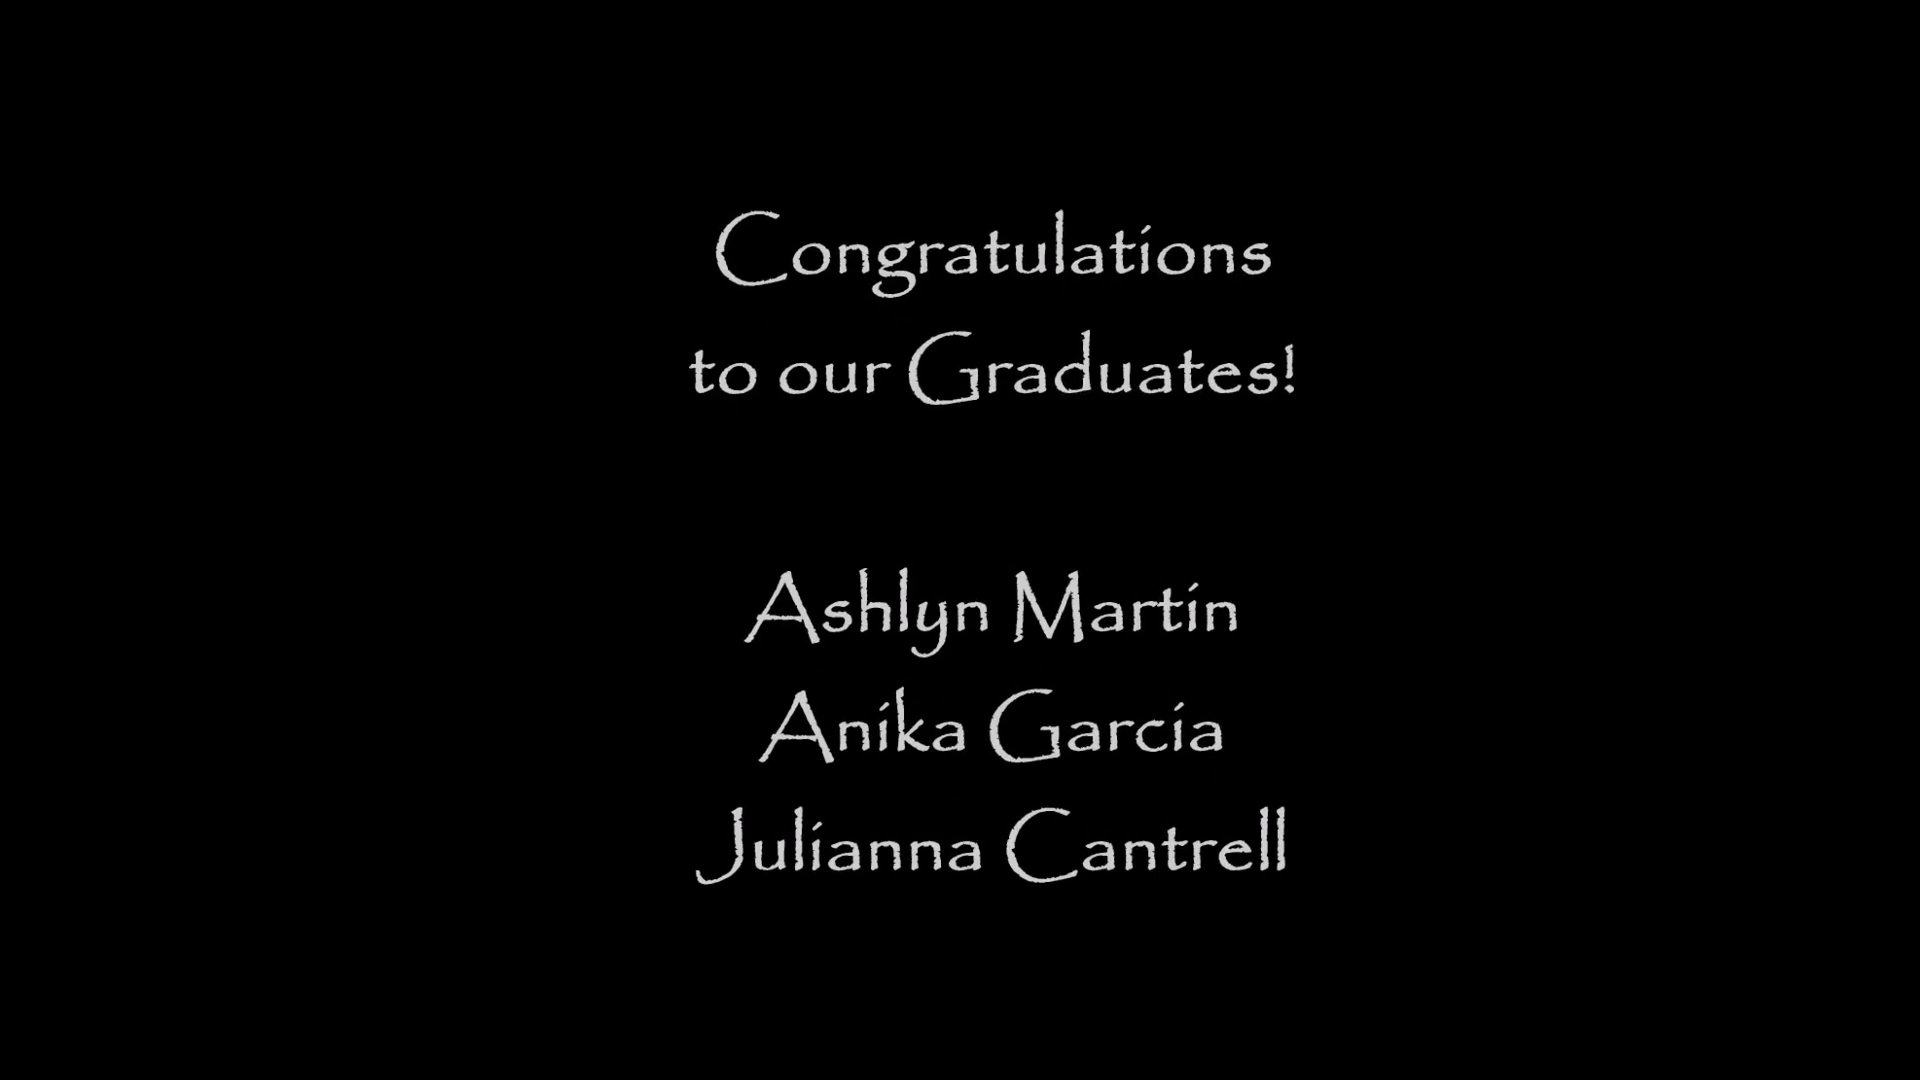 Congratulations
to our Graduates!
Ashlyn Martin
Anika Garcia
Julianna Cantrell